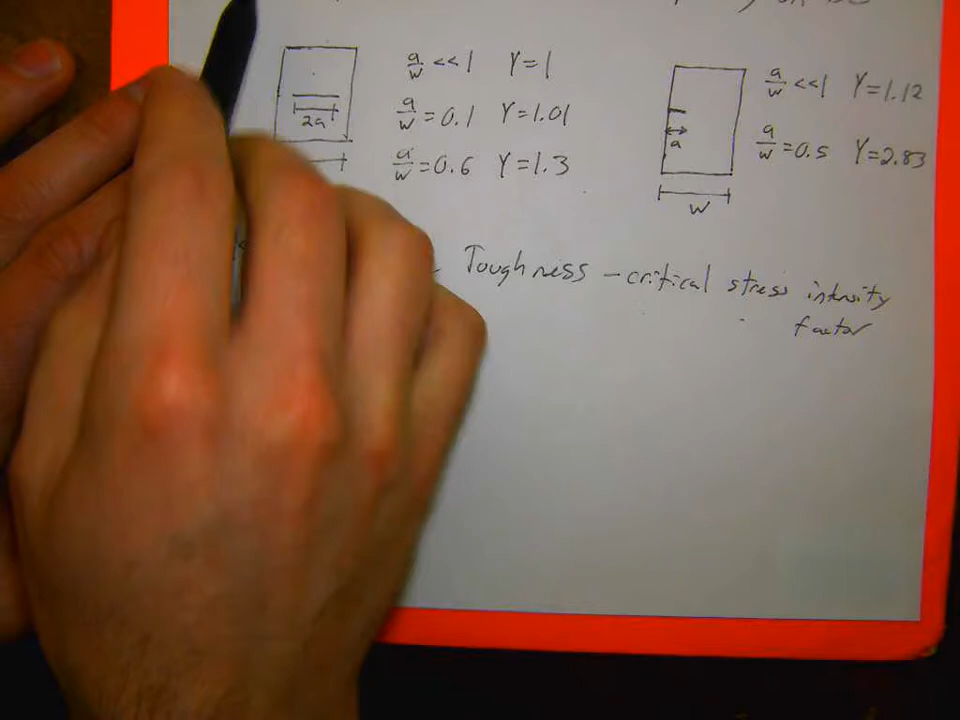 a/w <<1 Y=1
a/w =0.1 Y=1.01
a/w =0.6 Y=1.3
2a
a/w <<1 Y=1.12
a/w =0.5 Y=2.83
a
W
Toughness - critical stress intensity
factor